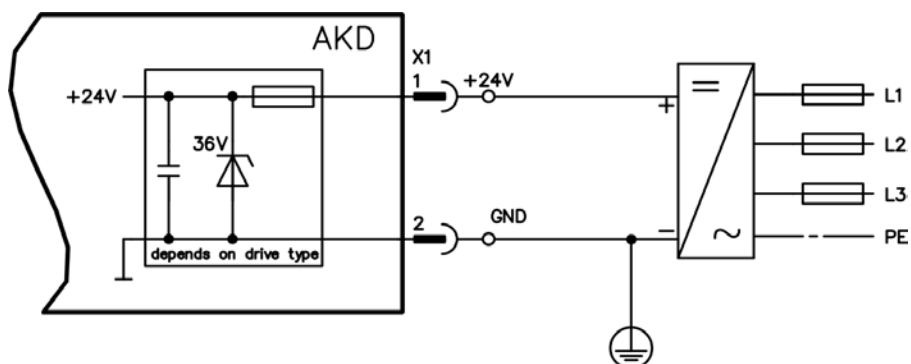 AKD
X1
1
+24V
+24V
36V
+
=
L1
L2
L3
2
GND
−
~
PE
depends on drive type